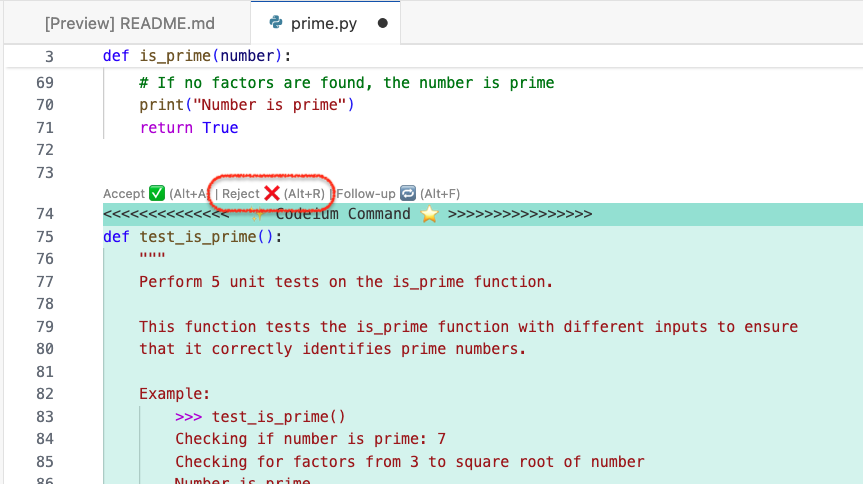 [Preview] README.md
prime.py
3 def is_prime(number):
69 # If no factors are found, the number is prime
70 print("Number is prime")
71 return True
72
73
Accept ✅ (Alt+A) | Reject ❌ (Alt+R) | Follow-up 🔁 (Alt+F)
74 <<<<<<<<<<<<<< ✨ Codeium Command ⭐ >>>>>>>>>>>>>>>>
75 def test_is_prime():
76 """
77 Perform 5 unit tests on the is_prime function.
78
79 This function tests the is_prime function with different inputs to ensure
80 that it correctly identifies prime numbers.
81
82 Example:
83 >>> test_is_prime()
84 Checking if number is prime: 7
85 Checking for factors from 3 to square root of number
86 Number is prime